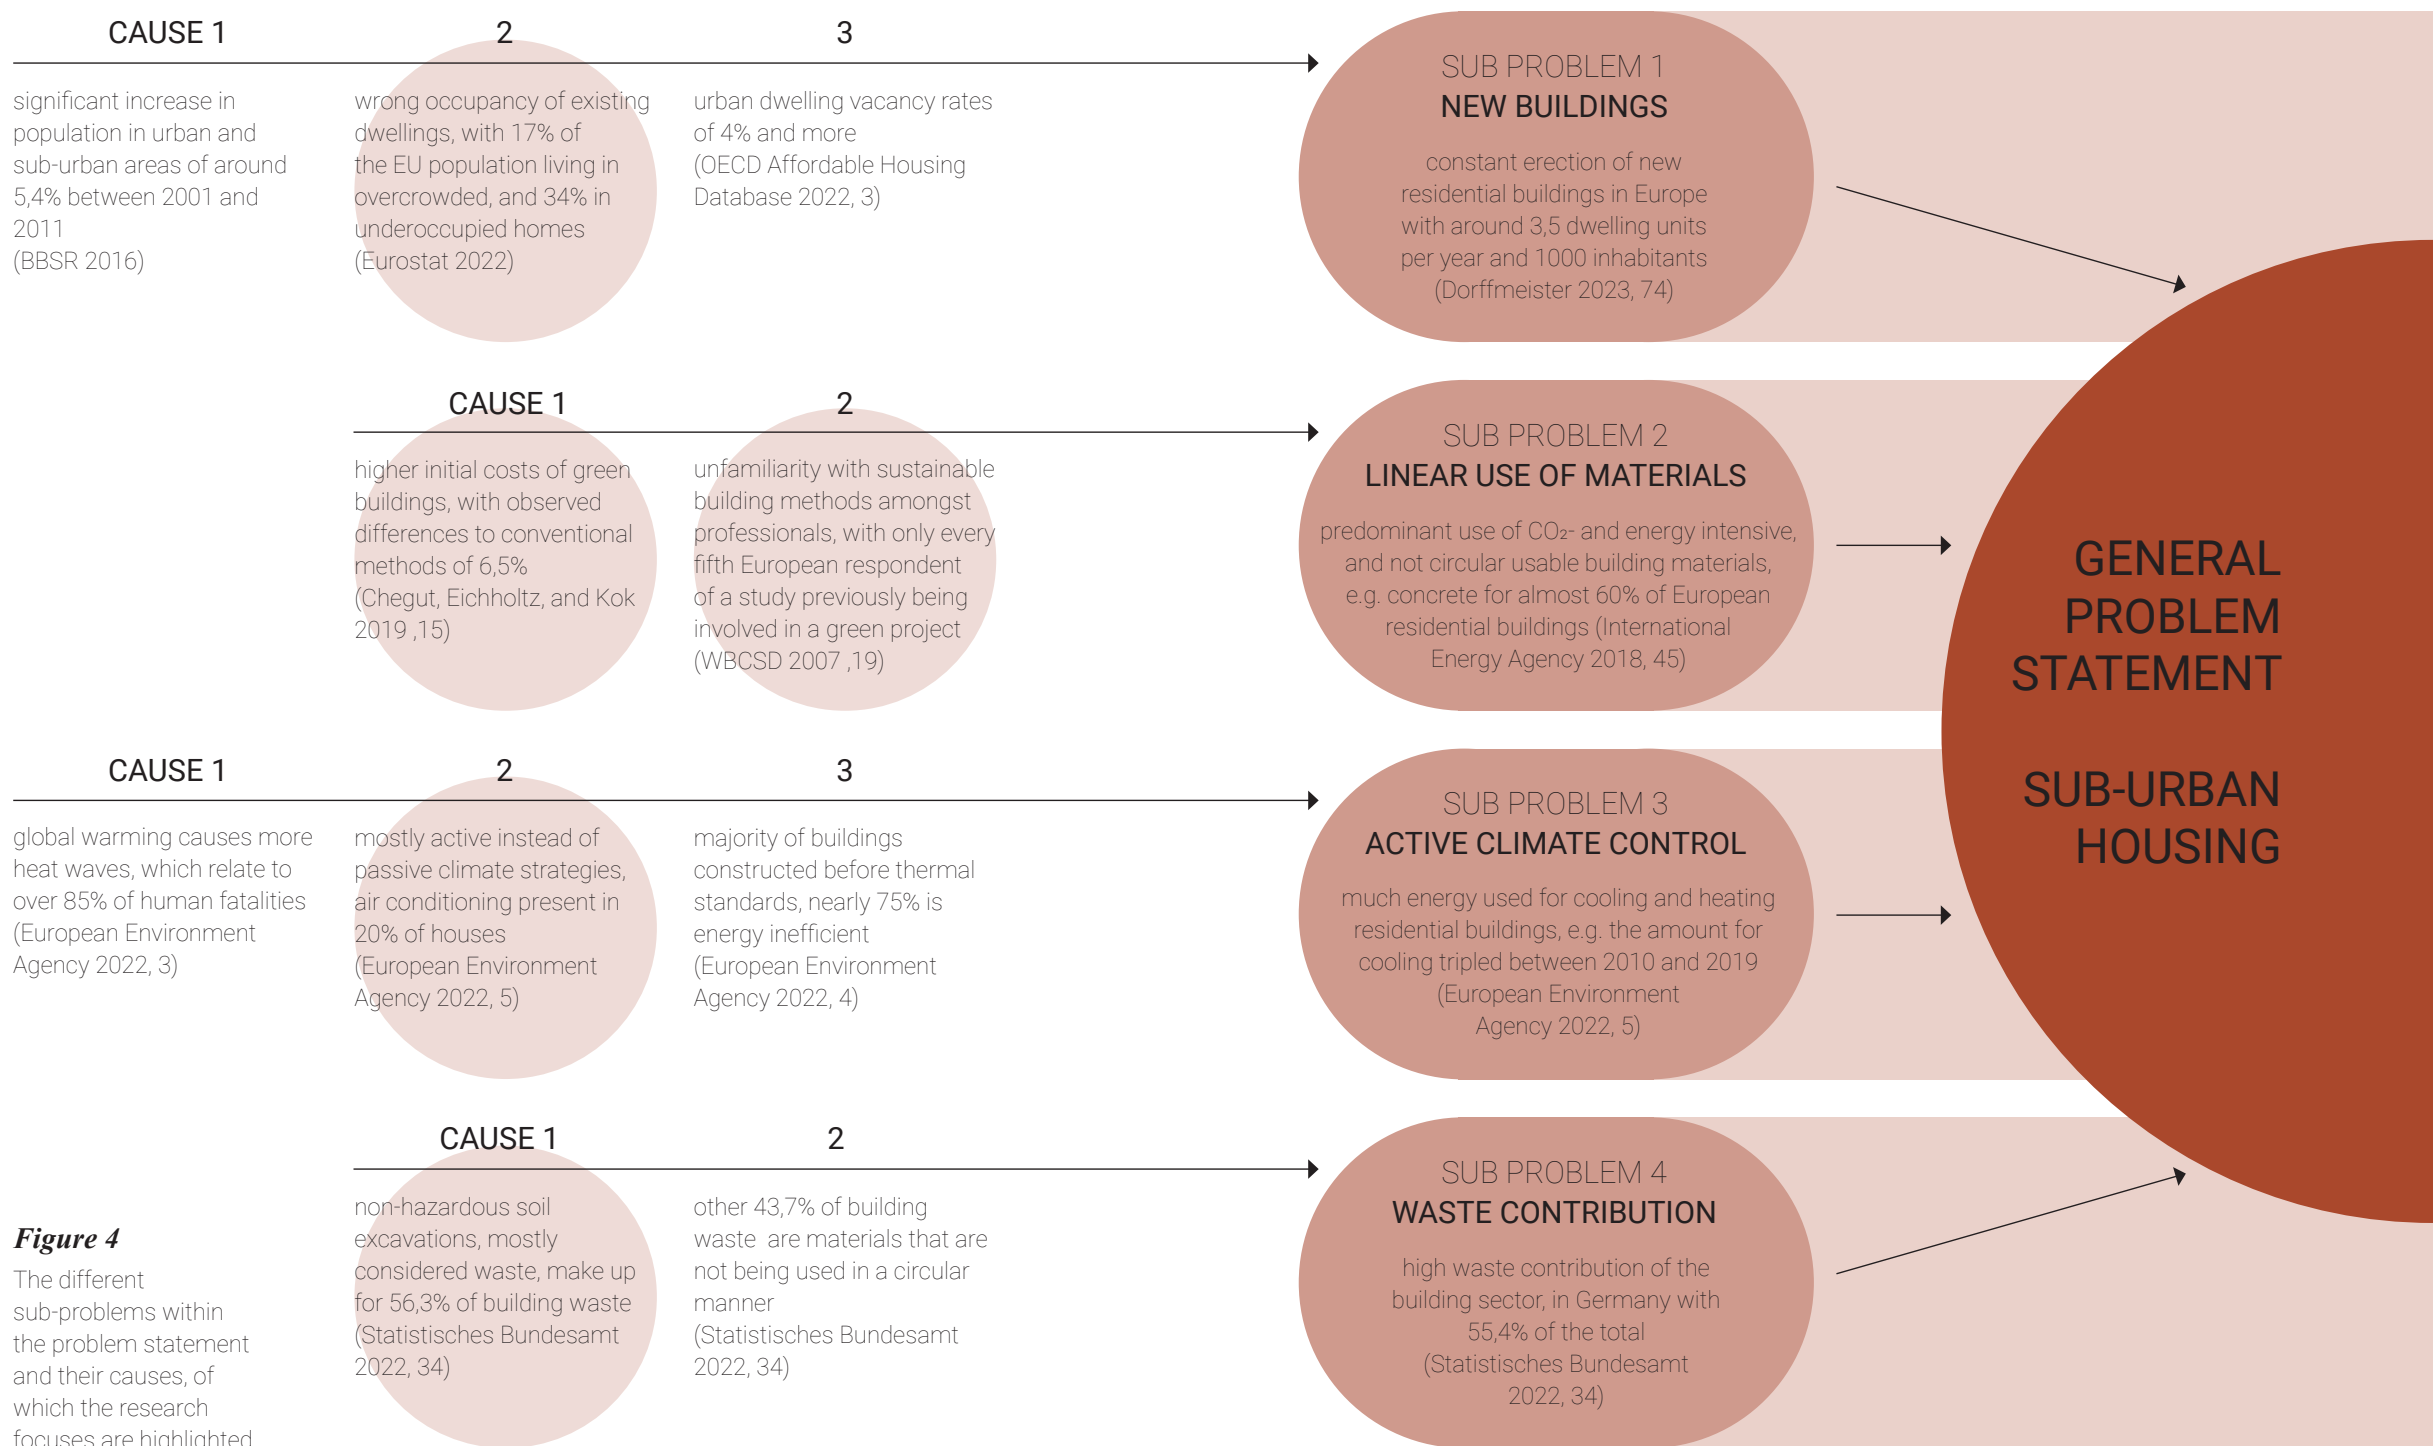 CAUSE 1
2
3
significant increase in
population in urban and
sub-urban areas of around
5,4% between 2001 and
2011
(BBSR 2016)
wrong occupancy of existing
dwellings, with 17% of
the EU population living in
overcrowded, and 34% in
underoccupied homes
(Eurostat 2022)
urban dwelling vacancy rates
of 4% and more
(OECD Affordable Housing
Database 2022, 3)
SUB PROBLEM 1
NEW BUILDINGS
constant erection of new
residential buildings in Europe
with around 3,5 dwelling units
per year and 1000 inhabitants
(Dorffmeister 2023, 74)
CAUSE 1
2
higher initial costs of green
buildings, with observed
differences to conventional
methods of 6,5%
(Chegut, Eichholtz, and Kok
2019 ,15)
unfamiliarity with sustainable
building methods amongst
professionals, with only every
fifth European respondent
of a study previously being
involved in a green project
(WBCSD 2007 ,19)
SUB PROBLEM 2
LINEAR USE OF MATERIALS
predominant use of CO₂- and energy intensive,
and not circular usable building materials,
e.g. concrete for almost 60% of European
residential buildings (International
Energy Agency 2018, 45)
CAUSE 1
2
3
global warming causes more
heat waves, which relate to
over 85% of human fatalities
(European Environment
Agency 2022, 3)
mostly active instead of
passive climate strategies,
air conditioning present in
20% of houses
(European Environment
Agency 2022, 5)
majority of buildings
constructed before thermal
standards, nearly 75% is
energy inefficient
(European Environment
Agency 2022, 4)
SUB PROBLEM 3
ACTIVE CLIMATE CONTROL
much energy used for cooling and heating
residential buildings, e.g. the amount for
cooling tripled between 2010 and 2019
(European Environment
Agency 2022, 5)
CAUSE 1
2
non-hazardous soil
excavations, mostly
considered waste, make up
for 56,3% of building waste
(Statistisches Bundesamt
2022, 34)
other 43,7% of building
waste are materials that are
not being used in a circular
manner
(Statistisches Bundesamt
2022, 34)
SUB PROBLEM 4
WASTE CONTRIBUTION
high waste contribution of the
building sector, in Germany with
55,4% of the total
(Statistisches Bundesamt
2022, 34)
GENERAL
PROBLEM
STATEMENT
SUB-URBAN
HOUSING
Figure 4
The different
sub-problems within
the problem statement
and their causes, of
which the research
focuses are highlighted